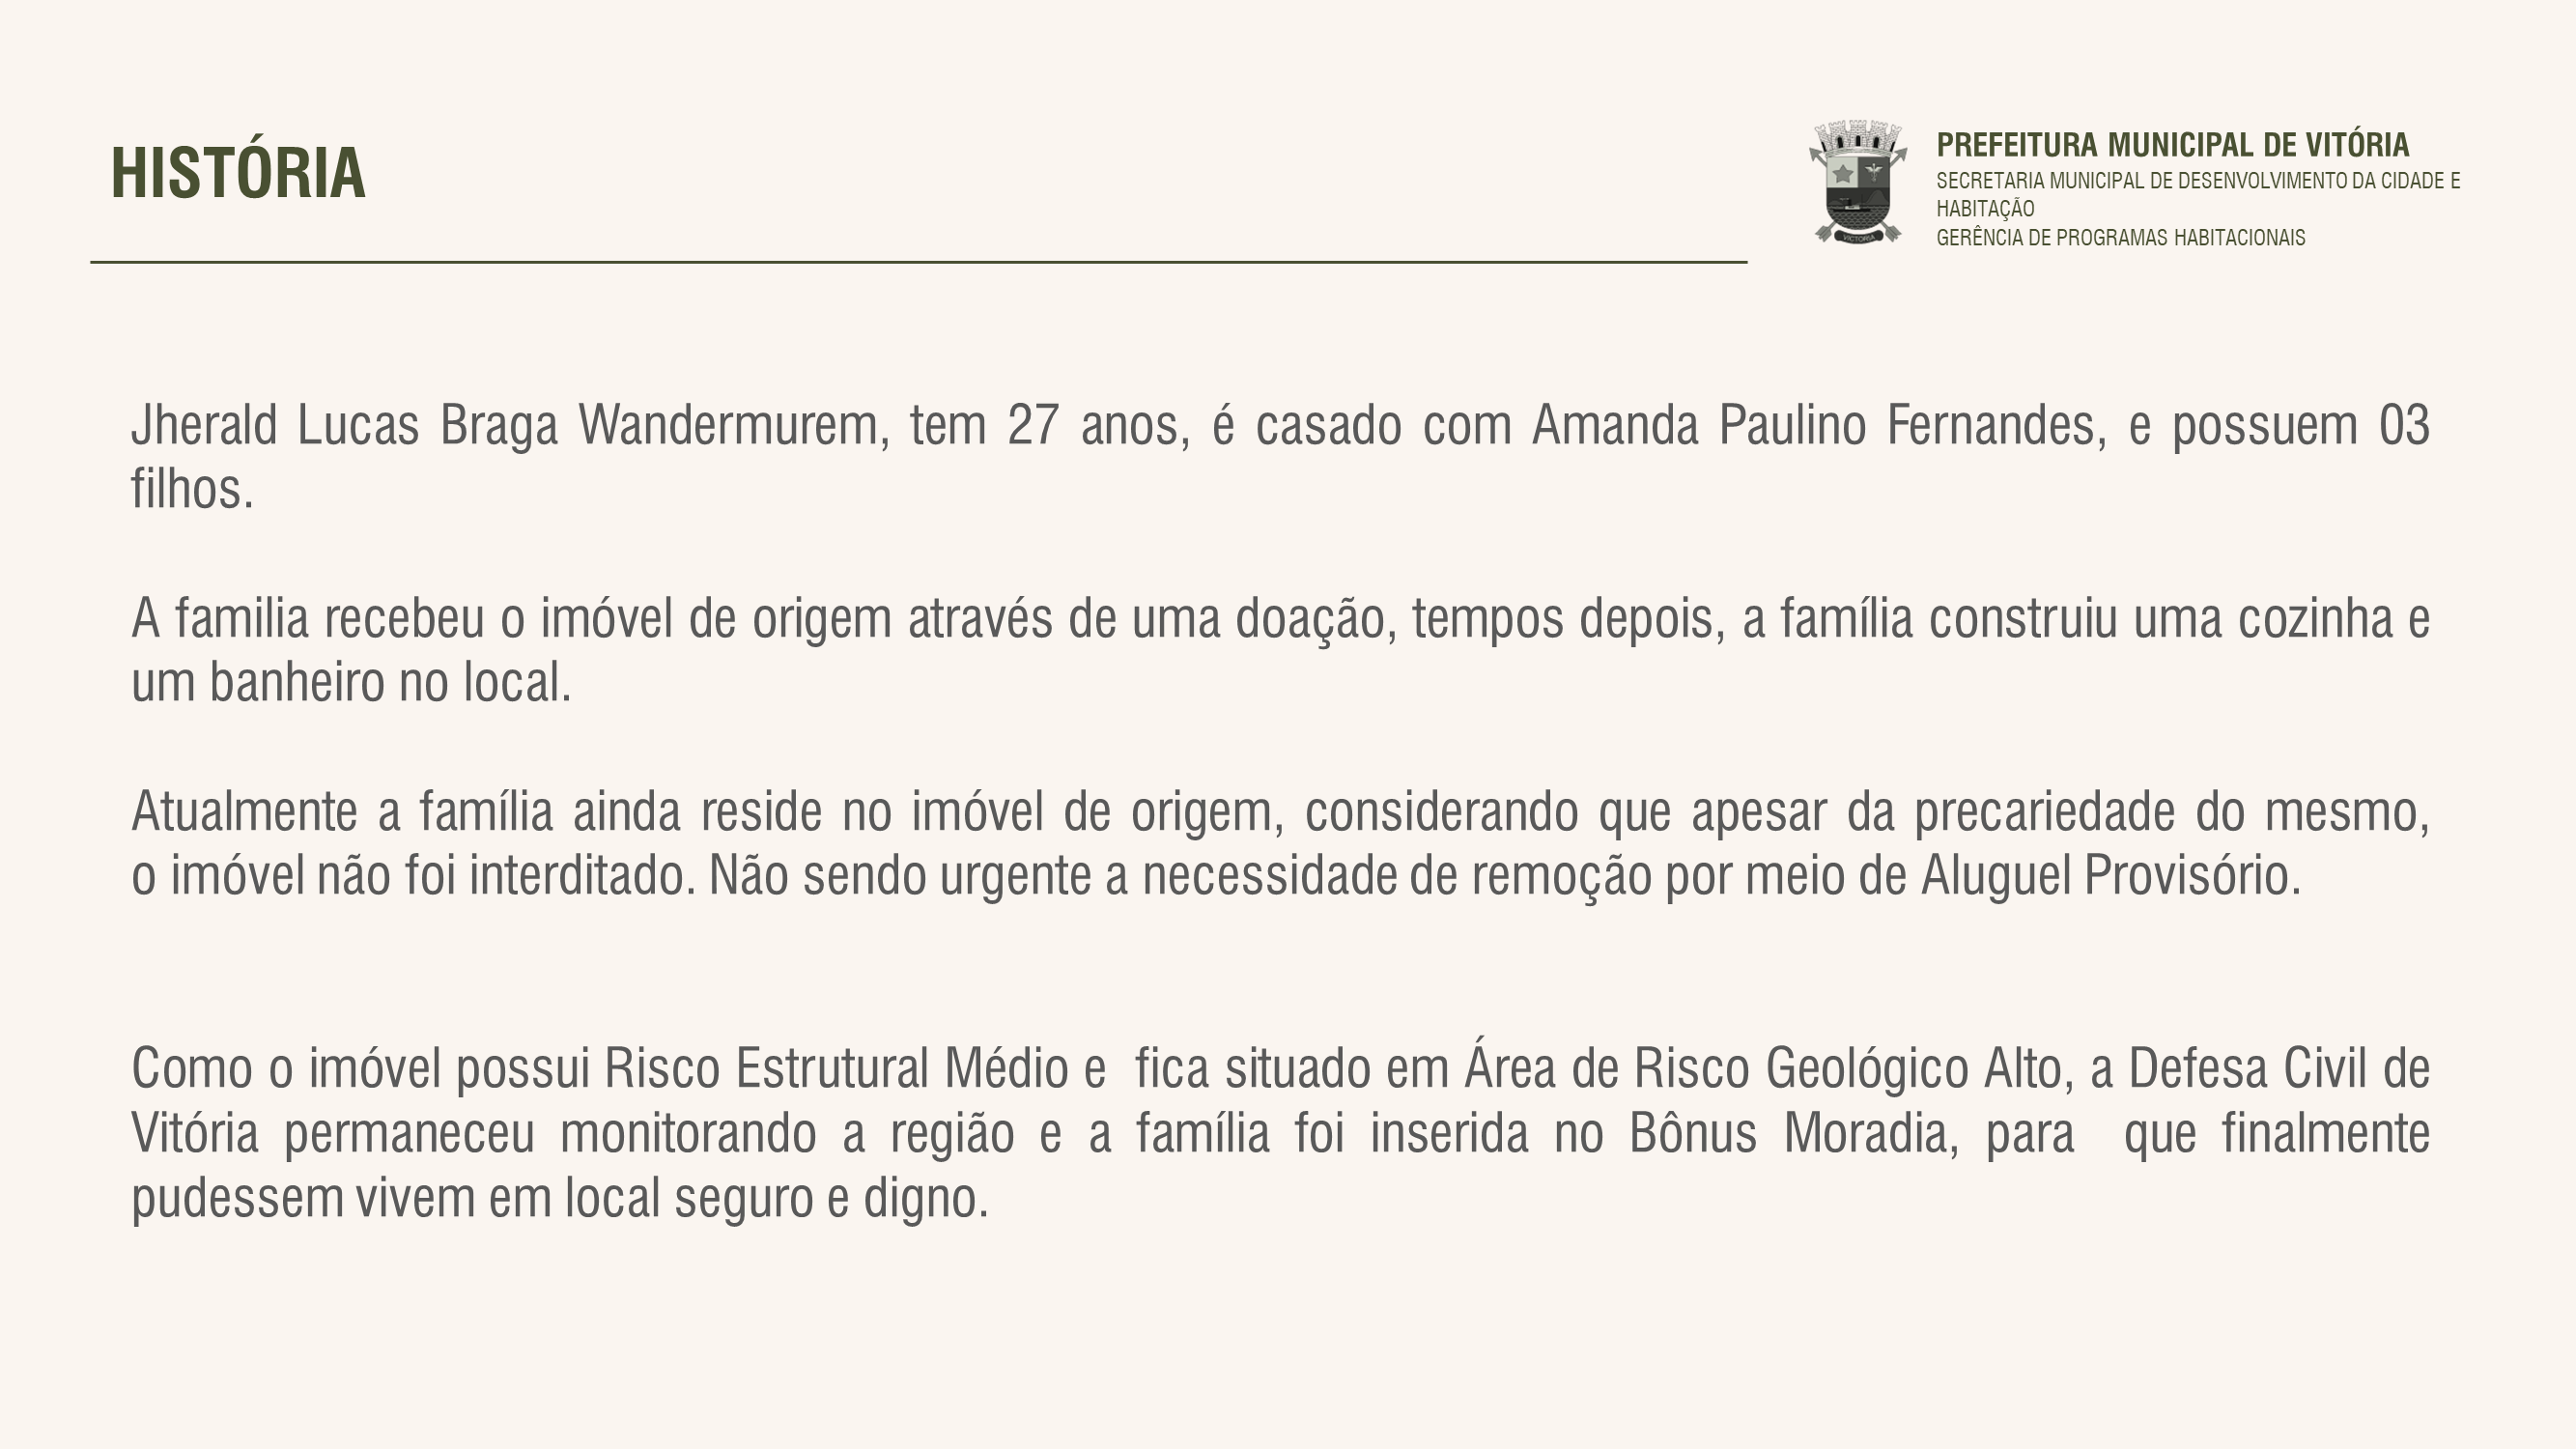 HISTÓRIA
PREFEITURA MUNICIPAL DE VITÓRIA
SECRETARIA MUNICIPAL DE DESENVOLVIMENTO DA CIDADE E
HABITAÇÃO
GERÊNCIA DE PROGRAMAS HABITACIONAIS
VICTORIA
Jherald Lucas Braga Wandermurem, tem 27 anos, é casado com Amanda Paulino Fernandes, e possuem 03
filhos.
A familia recebeu o imóvel de origem através de uma doação, tempos depois, a família construiu uma cozinha e
um banheiro no local.
Atualmente a família ainda reside no imóvel de origem, considerando que apesar da precariedade do mesmo,
o imóvel não foi interditado. Não sendo urgente a necessidade de remoção por meio de Aluguel Provisório.
Como o imóvel possui Risco Estrutural Médio e  fica situado em Área de Risco Geológico Alto, a Defesa Civil de
Vitória permaneceu monitorando a região e a família foi inserida no Bônus Moradia, para  que finalmente
pudessem vivem em local seguro e digno.